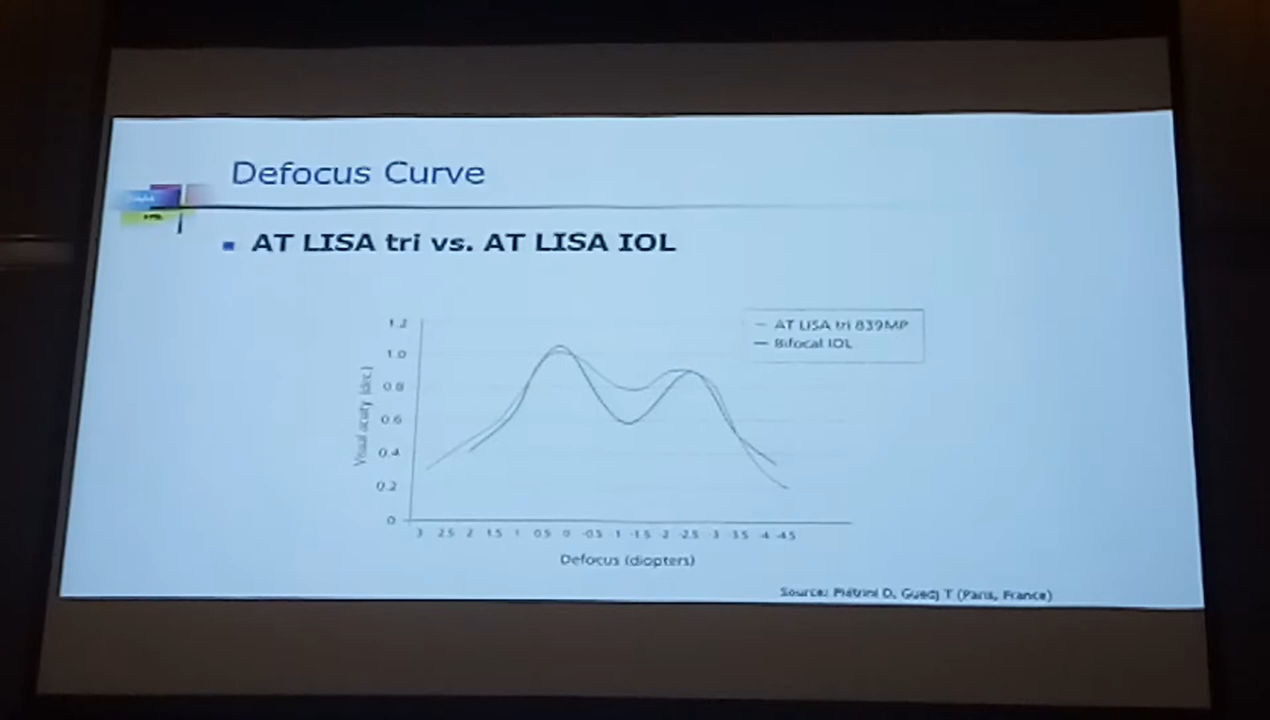 Defocus Curve
AT LISA tri vs. AT LISA IOL
AT LISA tri 839MP
Bifocal IOL
Visual acuity (dec.)
1.2
1.0
0.8
0.6
0.4
0.2
0
3 2.5 2 1.5 1 0.5 0 -0.5 -1 -1.5 -2 -2.5 -3 3.5 -4 -4.5
Defocus (diopters)
Source: Pietrini D, Guedj T (Paris, France)